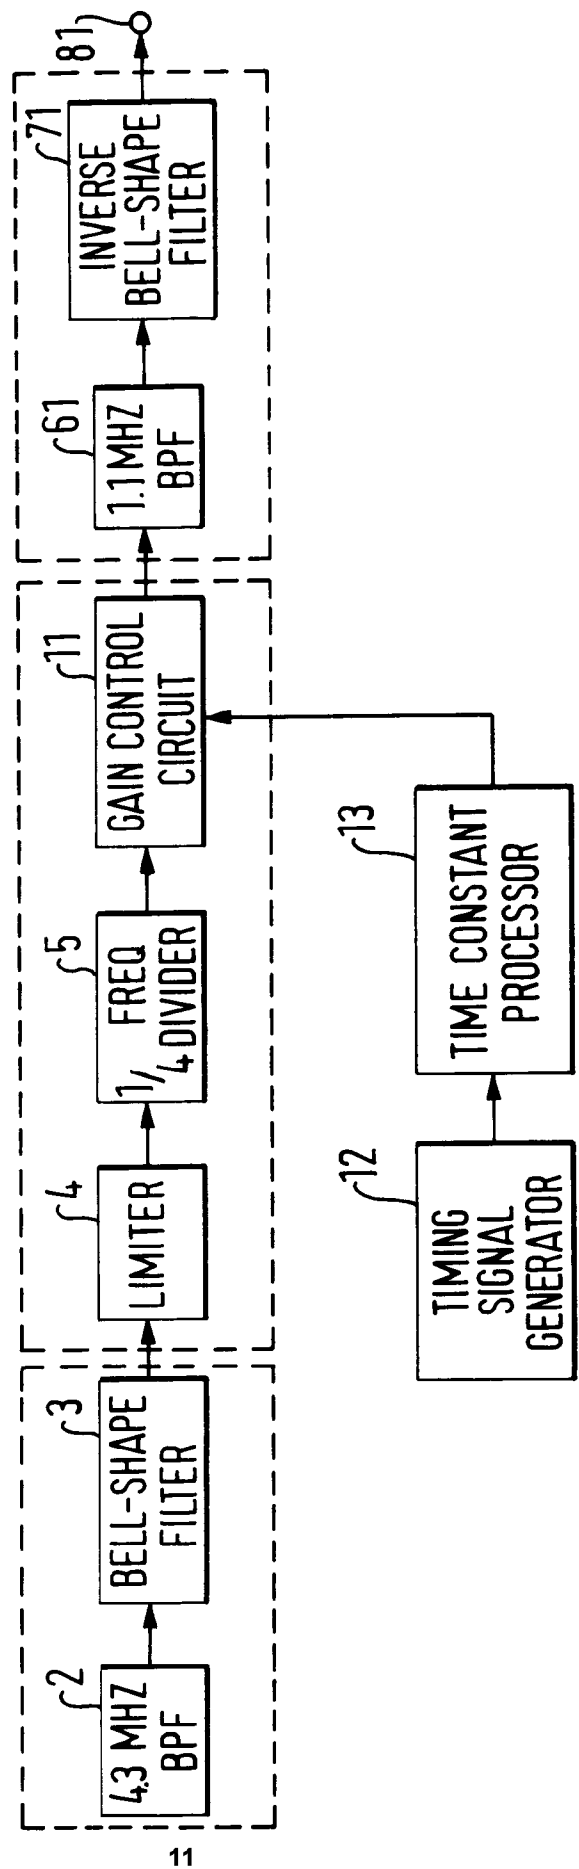 2
4.3 MHZ
BPF
3
BELL-SHAPE
FILTER
4
LIMITER
5
FREQ
1/4 DIVIDER
11
GAIN CONTROL
CIRCUIT
61
1.1 MHZ
BPF
71
INVERSE
BELL-SHAPE
FILTER
81
12
TIMING
SIGNAL
GENERATOR
13
TIME CONSTANT
PROCESSOR
11